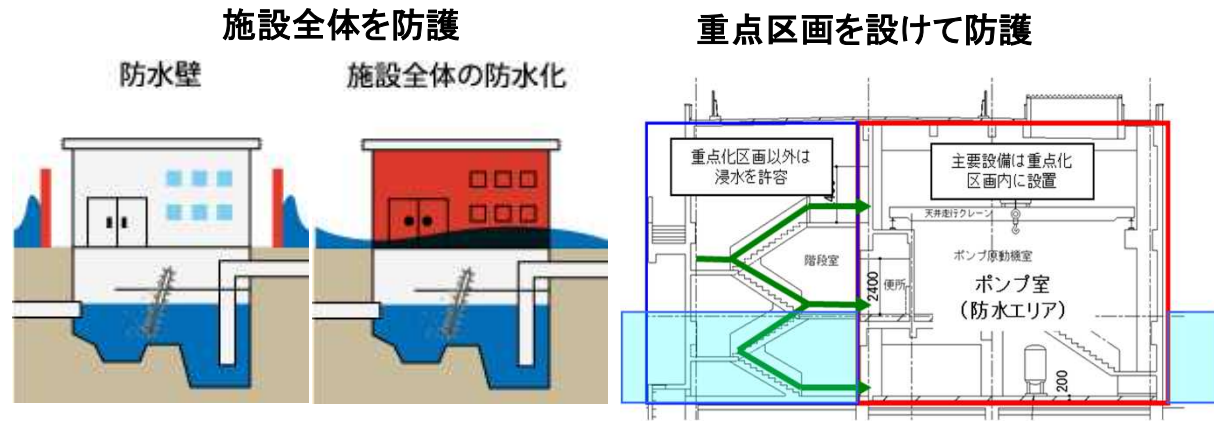 施設全体を防護
重点区画を設けて防護
防水壁
施設全体の防水化
重点化区画以外は
浸水を許容
主要設備は重点化
区画内に設置
天井走行クレーン
階段室
ポンプ原動機室
便所
2400
ポンプ室
(防水エリア)
200